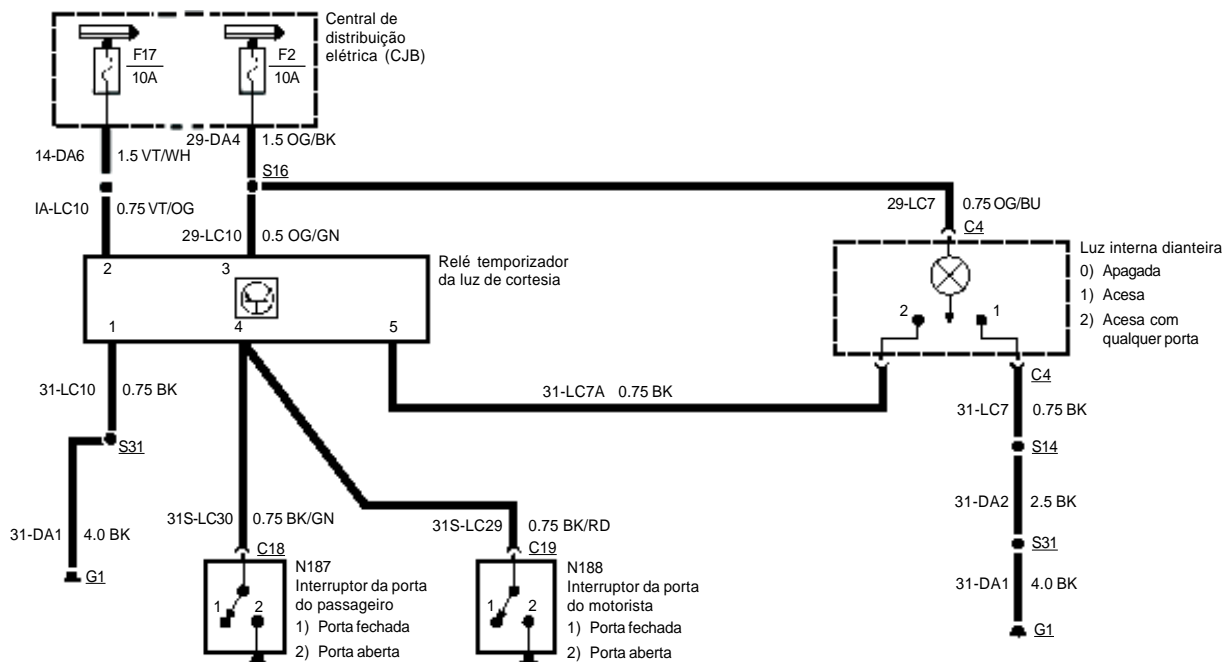 Central de
distribuição
elétrica (CJB)
F17
10A
F2
10A
14-DA6
1.5 VT/WH
29-DA4
1.5 OG/BK
S16
IA-LC10
0.75 VT/OG
29-LC10
0.5 OG/GN
29-LC7
0.75 OG/BU
C4
2
3
Relé temporizador
da luz de cortesia
1
4
5
Luz interna dianteira
0) Apagada
1) Acesa
2) Acesa com
qualquer porta
2
1
31-LC10
0.75 BK
31-LC7A 0.75 BK
C4
31-LC7
0.75 BK
S31
S14
31-DA1
4.0 BK
G1
31S-LC30
0.75 BK/GN
31S-LC29
0.75 BK/RD
31-DA2
2.5 BK
S31
C18
C19
31-DA1
4.0 BK
G1
1
2
N187
Interruptor da porta
do passageiro
1) Porta fechada
2) Porta aberta
1
2
N188
Interruptor da porta
do motorista
1) Porta fechada
2) Porta aberta